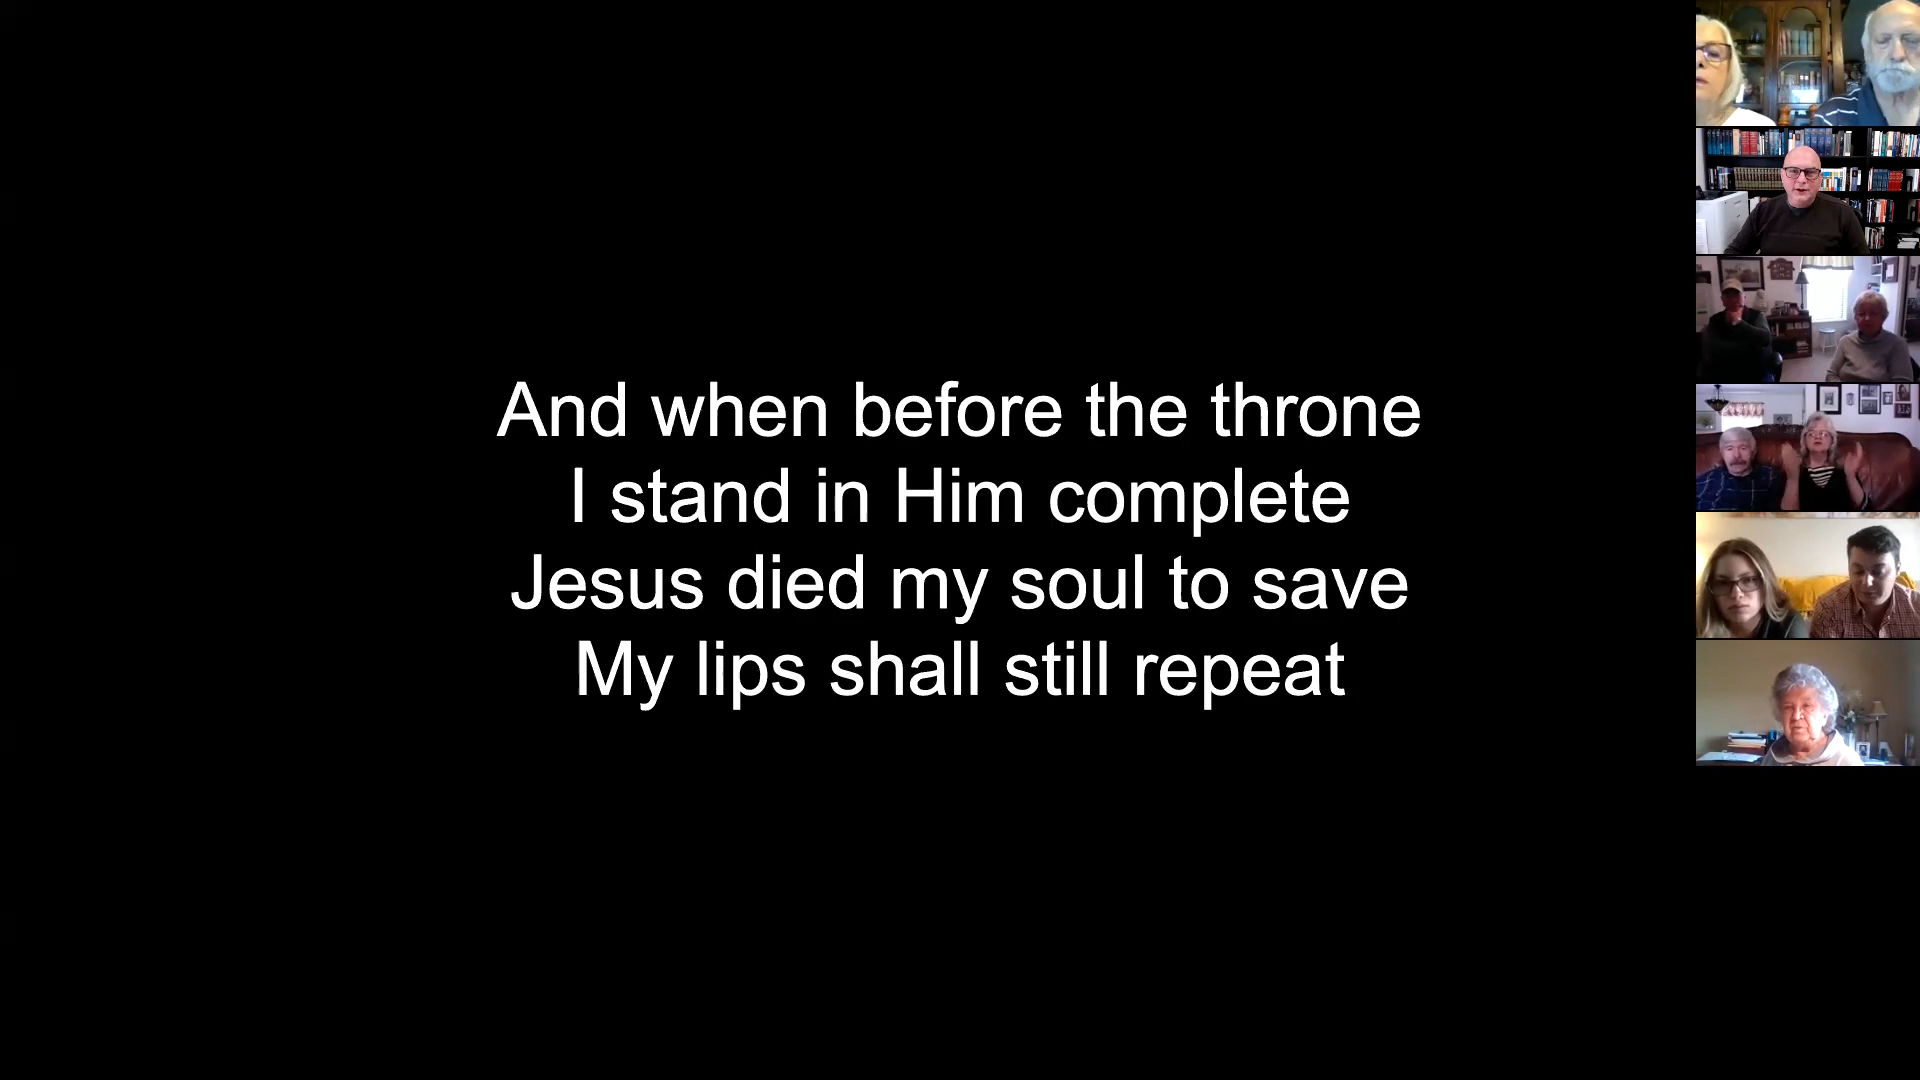 And when before the throne
I stand in Him complete
Jesus died my soul to save
My lips shall still repeat